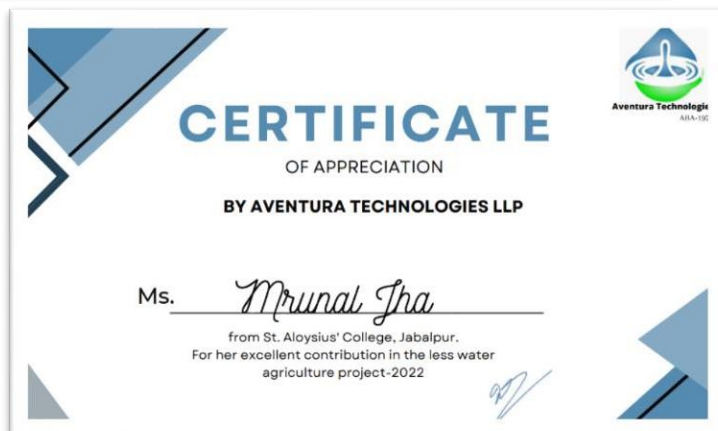 CERTIFICATE
OF APPRECIATION
BY AVENTURA TECHNOLOGIES LLP
Aventura Technologie
Ms. Mrunal Jha
from St. Aloysius' College, Jabalpur.
For her excellent contribution in the less water
agriculture project-2022